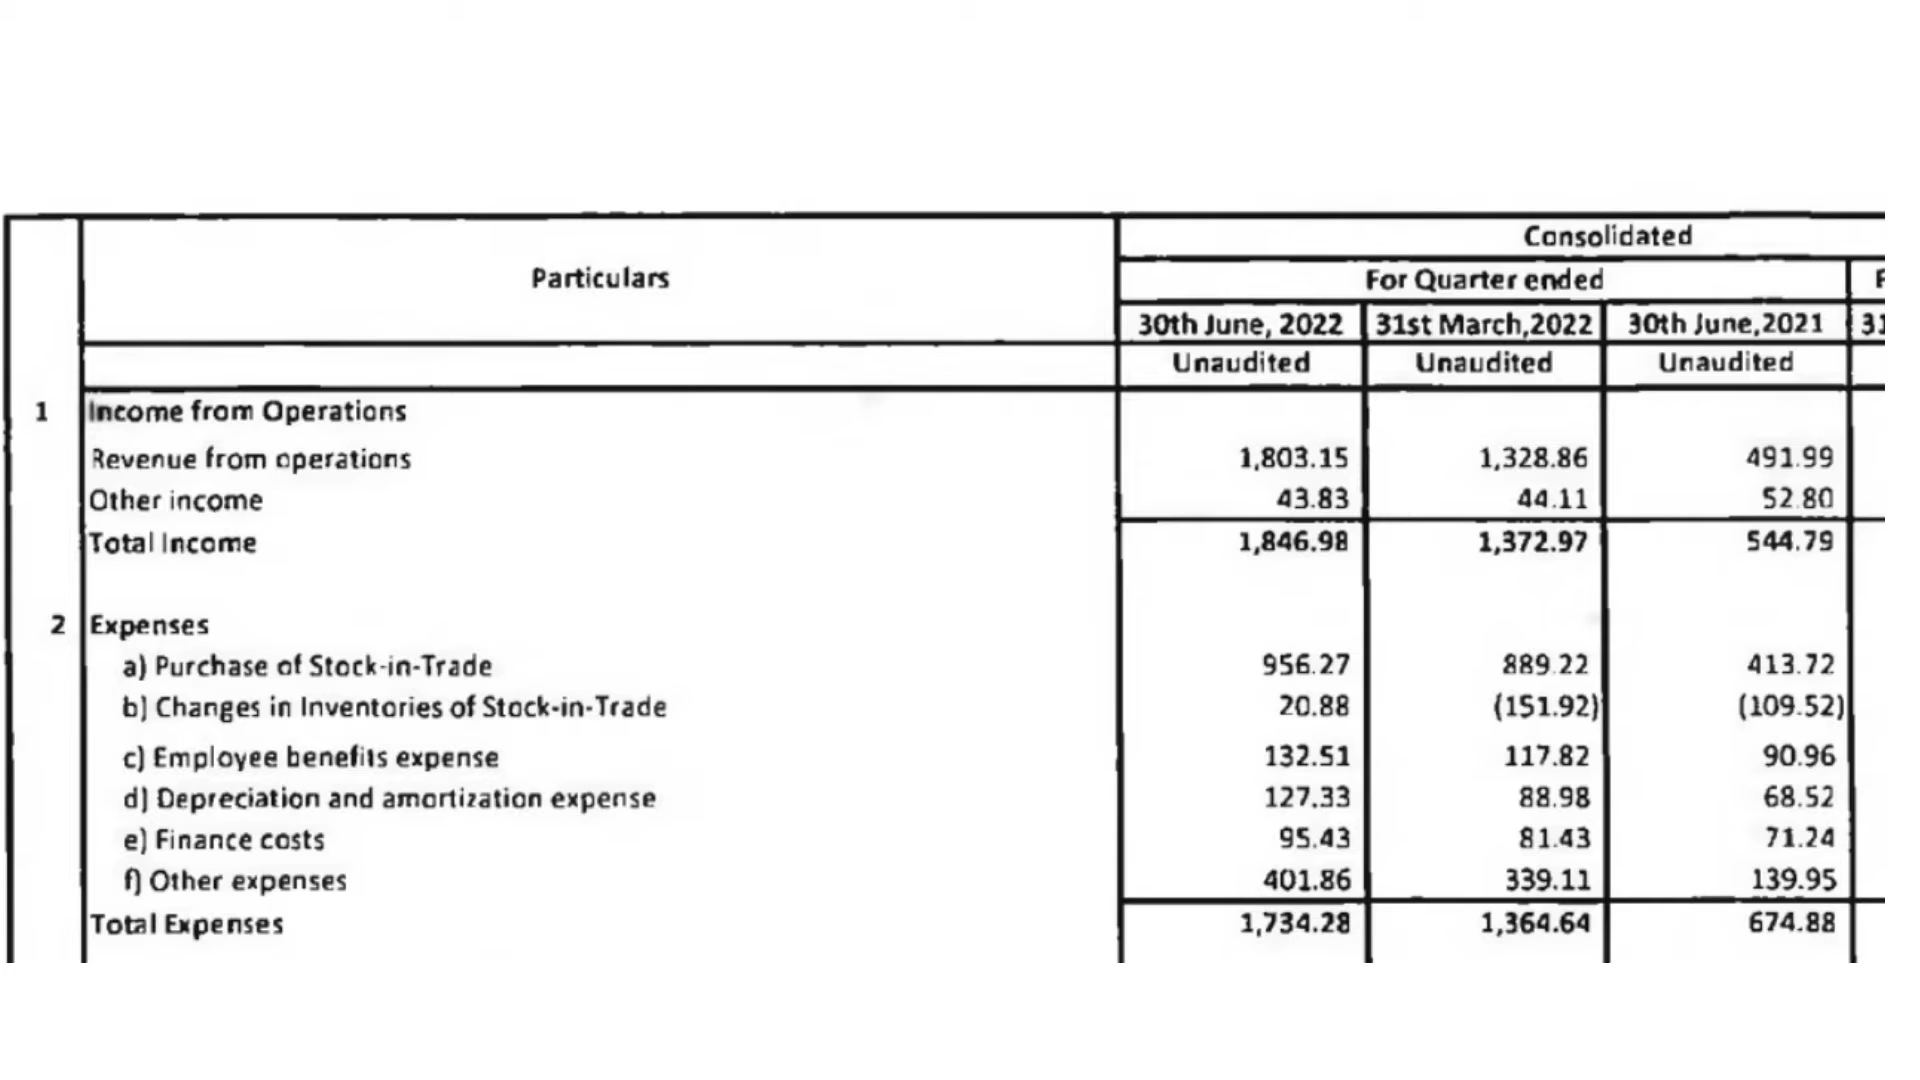 Consolidated
Particulars
For Quarter ended
30th June, 2022 31st March,2022 30th June,2021 31
Unaudited Unaudited Unaudited
1 Income from Operations
Revenue from operations 1,803.15 1,328.86 491.99
Other income 43.83 44.11 52.80
Total Income 1,846.98 1,372.97 544.79
2 Expenses
a) Purchase of Stock-in-Trade 956.27 889.22 413.72
b) Changes in Inventories of Stock-in-Trade 20.88 (151.92) (109.52)
c) Employee benefits expense 132.51 117.82 90.96
d) Depreciation and amortization expense 127.33 88.98 68.52
e) Finance costs 95.43 81.43 71.24
f) Other expenses 401.86 339.11 139.95
Total Expenses 1,734.28 1,364.64 674.88